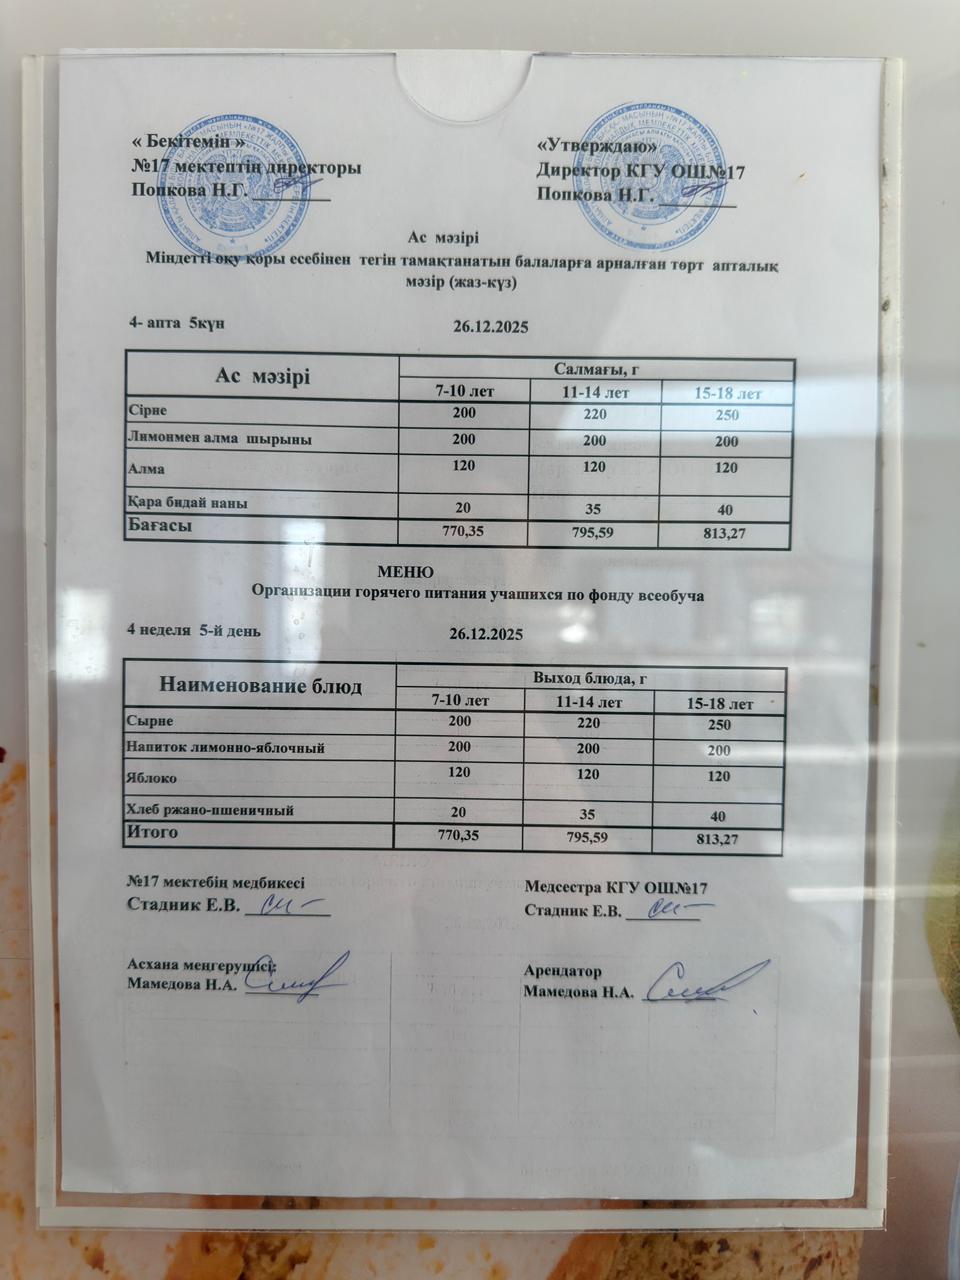 « Бекітемін »
№17 мектептің директоры
Попкова Н.Г.
«Утверждаю»
Директор КГУ ОШ№17
Попкова Н.Г.
Ас мәзірі
Міндетті оқу қоры есебінен тегін тамақтанатын балаларға арналған төрт апталық
мәзір (жаз-күз)
4- апта 5күн 26.12.2025
Ас мәзірі Салмағы, г
7-10 лет 11-14 лет 15-18 лет
Сірне 200 220 250
Лимонмен алма шырыны 200 200 200
Алма 120 120 120
Қара бидай наны 20 35 40
Бағасы 770,35 795,59 813,27
МЕНЮ
Организации горячего питания учашихся по фонду всеобуча
4 неделя 5-й день 26.12.2025
Наименование блюд Выход блюда, г
7-10 лет 11-14 лет 15-18 лет
Сырне 200 220 250
Напиток лимонно-яблочный 200 200 200
Яблоко 120 120 120
Хлеб ржано-пшеничный 20 35 40
Итого 770,35 795,59 813,27
№17 мектебің медбикесі
Стадник Е.В.
Медсестра КГУ ОШ№17
Стадник Е.В.
Асхана меңгерушісі:
Мамедова Н.А.
Арендатор
Мамедова Н.А.